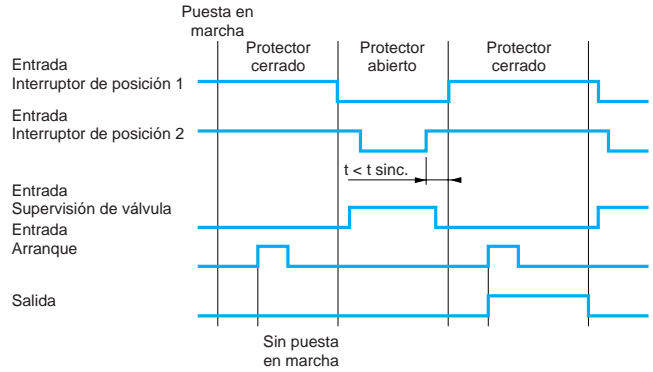 Puesta en
marcha
Protector
cerrado
Protector
abierto
Protector
cerrado
Entrada
Interruptor de posición 1
Entrada
Interruptor de posición 2
t < t sinc.
Entrada
Supervisión de válvula
Entrada
Arranque
Salida
Sin puesta
en marcha